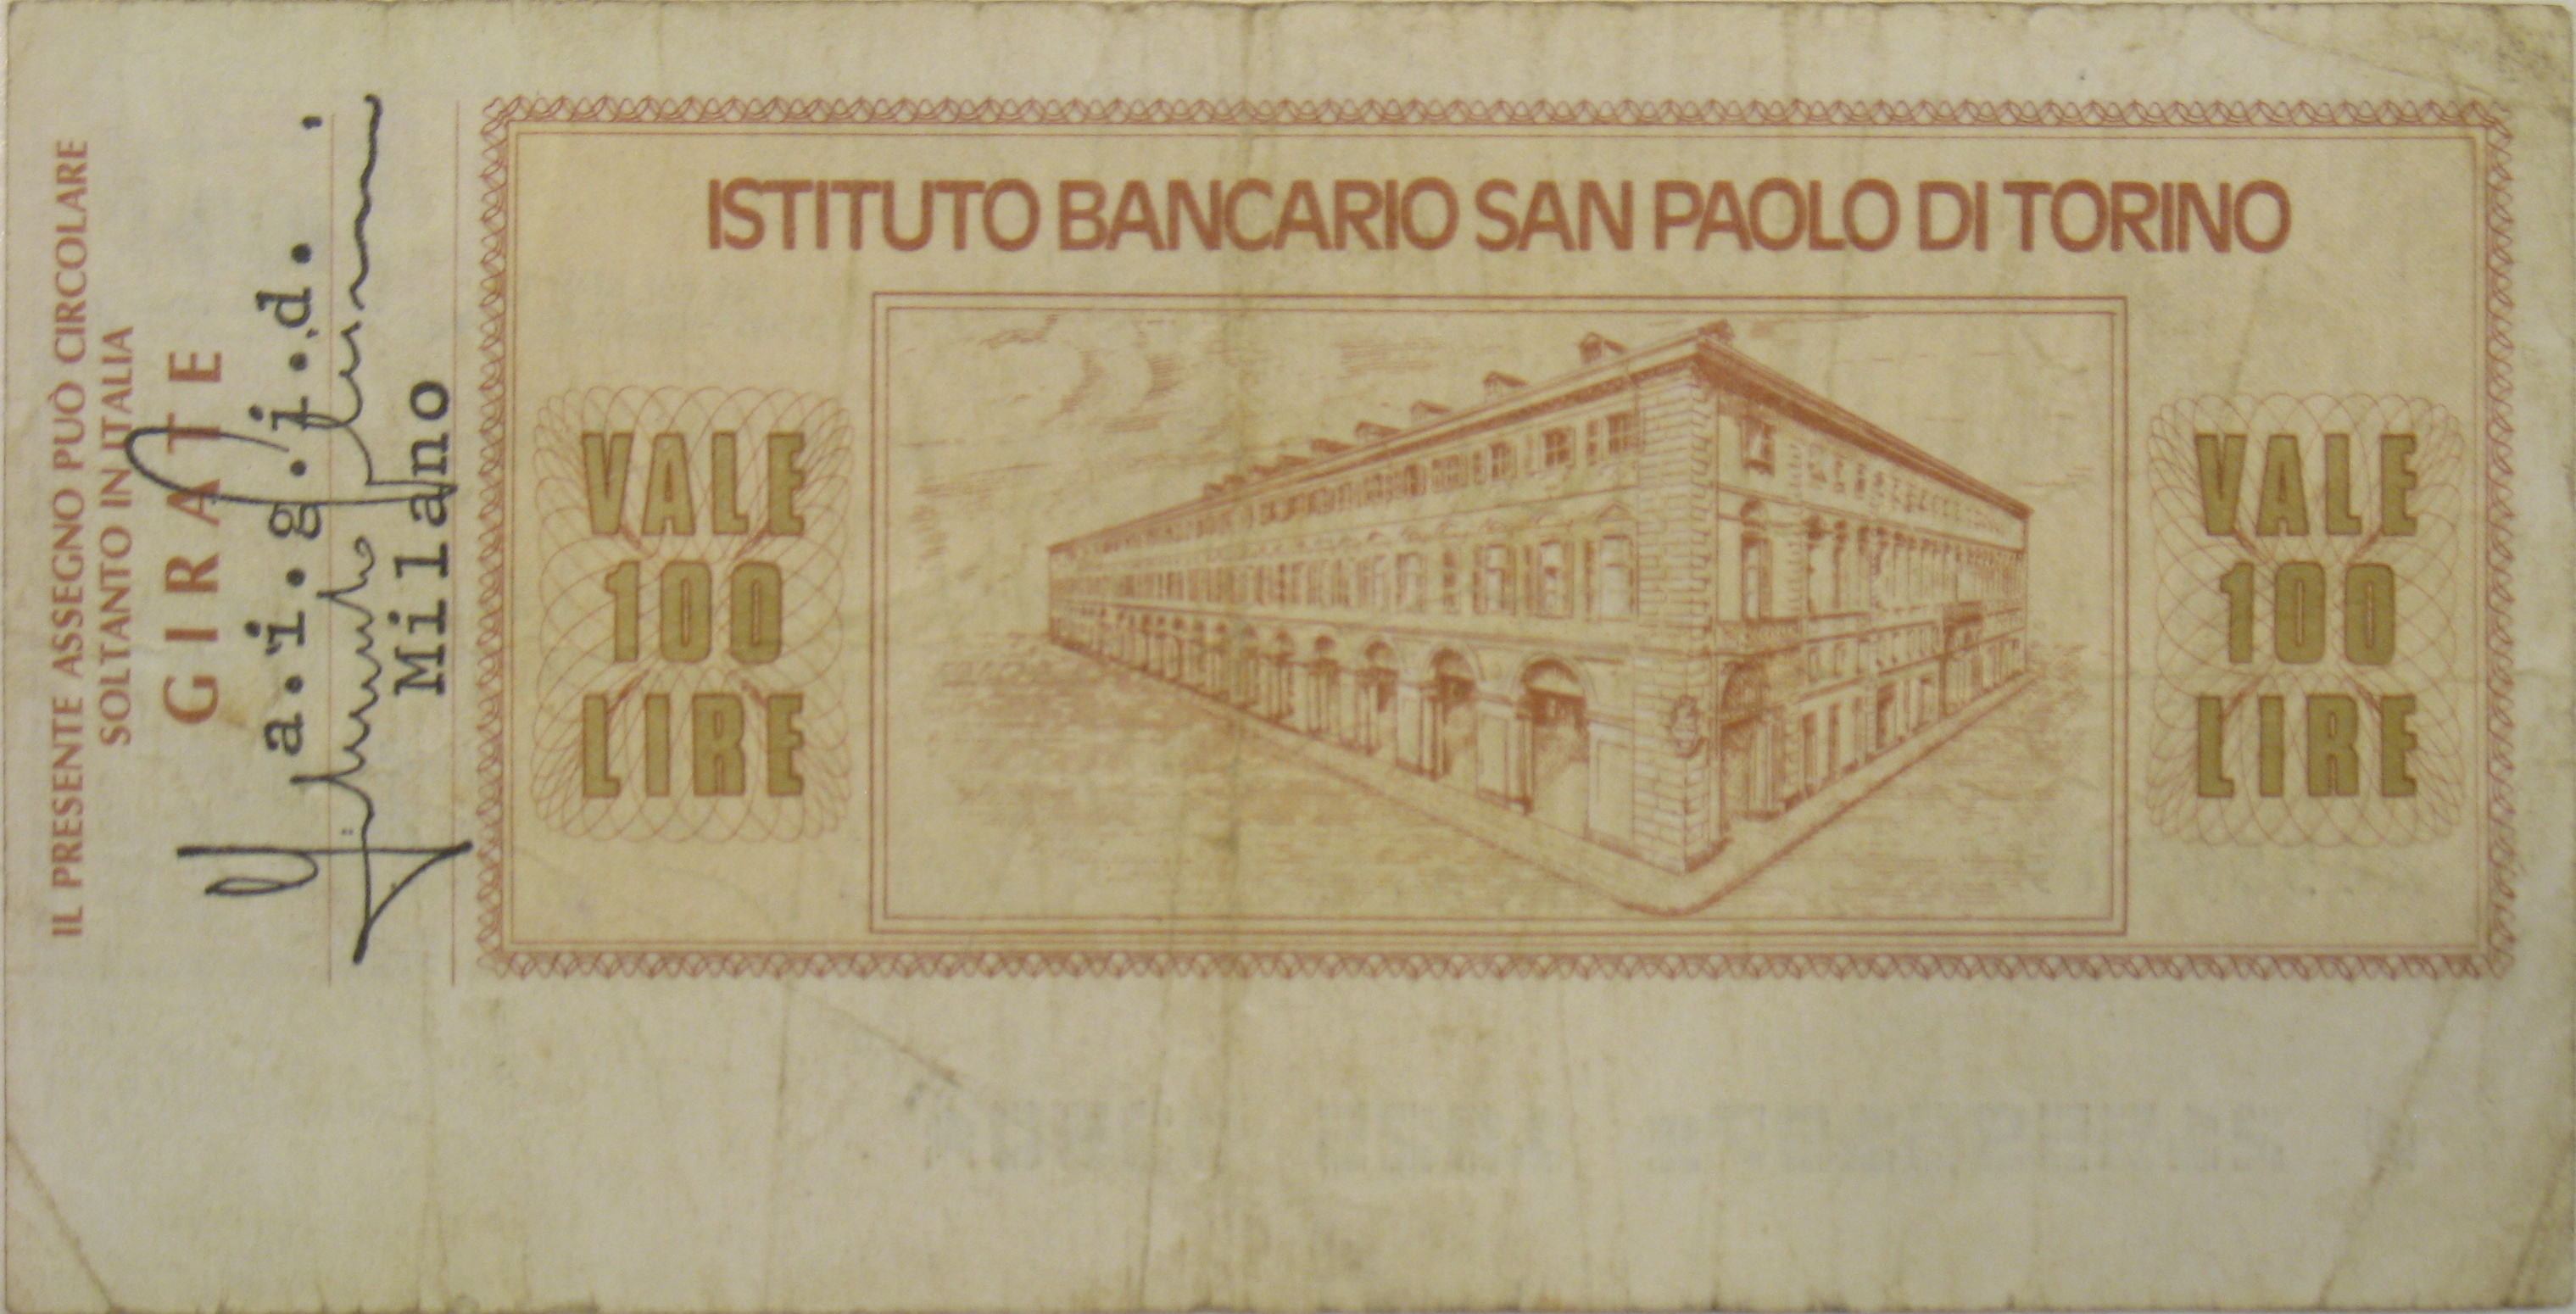 IL PRESENTE ASSEGNO PUÒ CIRCOLARE
SOLTANTO IN ITALIA
GIRATE
a.i.g.i.d.
Milano
ISTITUTO BANCARIO SAN PAOLO DI TORINO
VALE
100
LIRE
VALE
100
LIRE